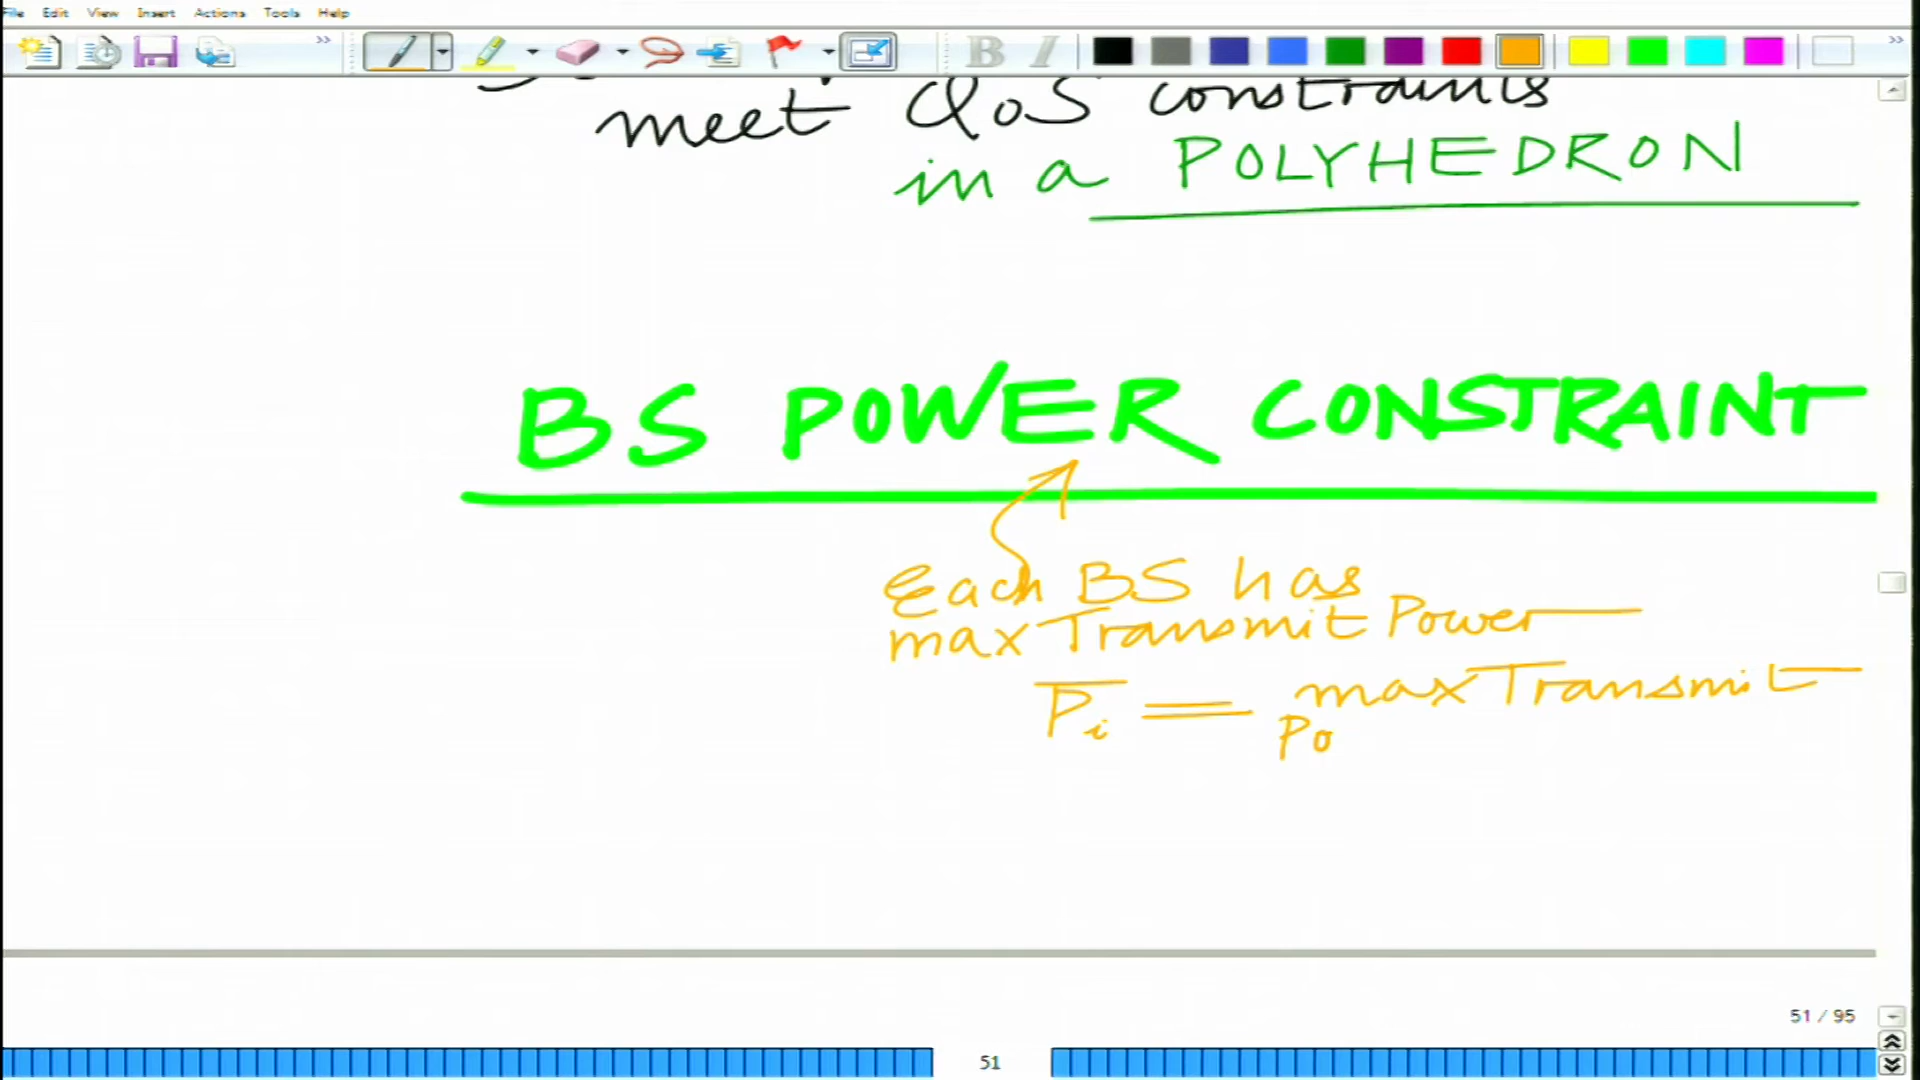 File Edit View Insert Actions Tools Help
B I
meet QoS constraints
in a POLYHEDRON
BS POWER CONSTRAINT
Each BS has
max Transmit Power
P̅i = max Transmit
Po
51 / 95
51